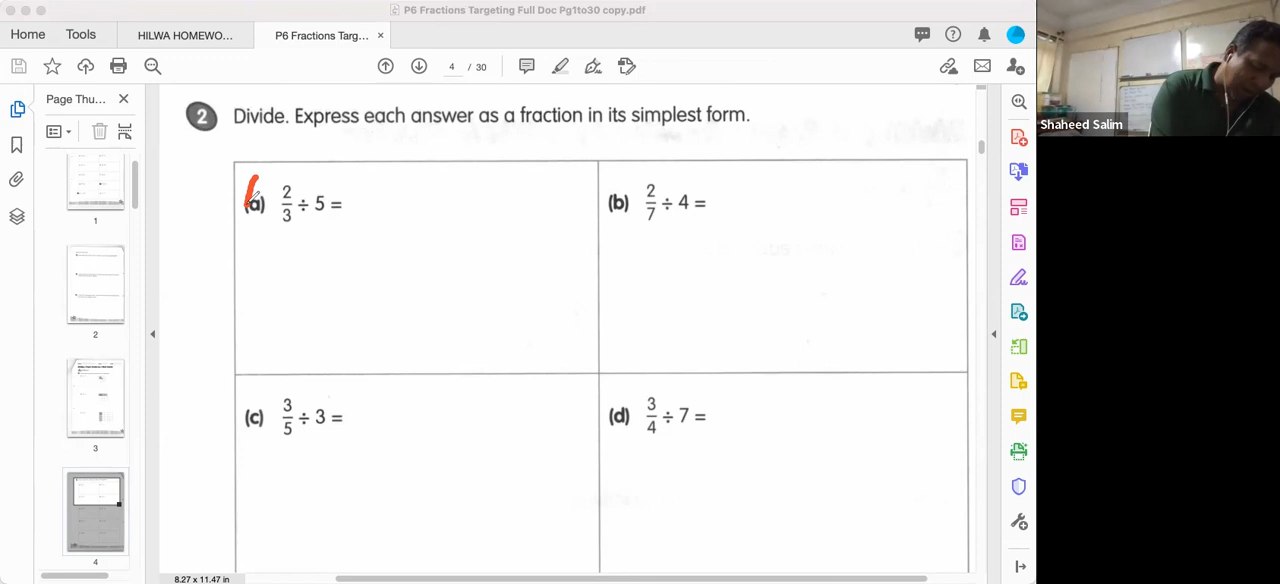 P6 Fractions Targeting Full Doc Pg1to30 copy.pdf
Home Tools HILWA HOMEWO... P6 Fractions Targ... ×
4 / 30
Page Thu... ×
1
2
3
4
2 Divide. Express each answer as a fraction in its simplest form.
(a) 2/3 ÷ 5 =
(b) 2/7 ÷ 4 =
(c) 3/5 ÷ 3 =
(d) 3/4 ÷ 7 =
8.27 x 11.47 in
Shaheed Salim